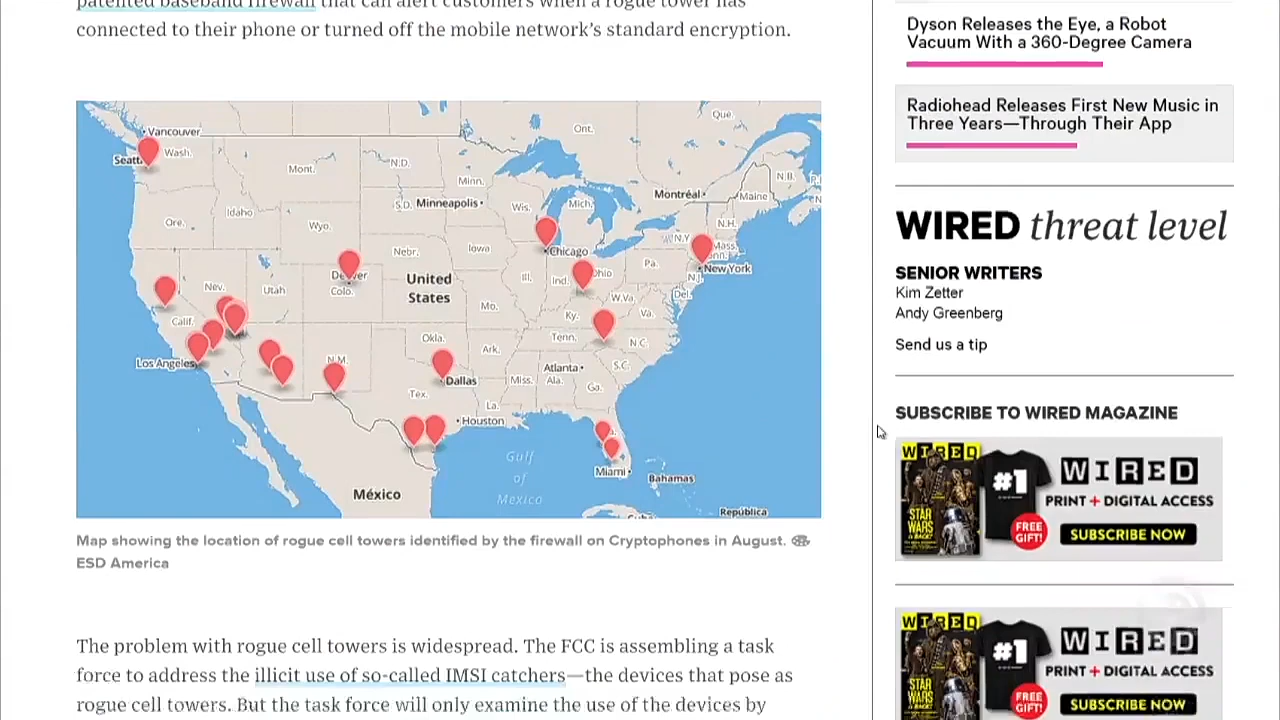 patented baseband firewall that can alert customers when a rogue tower has
connected to their phone or turned off the mobile network's standard encryption.
Vancouver
Wash.
Mont.
N.D.
Minn.
Ont.
Que.
N.B.
Montréal
Maine
Ore.
Idaho
Wyo.
S.D.
Minneapolis
Wis.
Mich.
N.H.
N.Y
Mass.
Chicago
Nebr.
Iowa
Nev.
Utah
Colo.
United
States
Ill.
Ind.
Ohio
Pa.
New York
N.J.
Del.
Calif.
Mo.
W.Va.
Va.
Ky.
Tenn.
N.C.
Los Angeles
N.M.
Okla.
Ark.
Atlanta
S.C.
Dallas
Miss.
Ala.
Ga.
Tex.
La.
Houston
Gulf
of
Mexico
Miami
Bahamas
México
República
Map showing the location of rogue cell towers identified by the firewall on Cryptophones in August.
ESD America
The problem with rogue cell towers is widespread. The FCC is assembling a task
force to address the illicit use of so-called IMSI catchers—the devices that pose as
rogue cell towers. But the task force will only examine the use of the devices by
Dyson Releases the Eye, a Robot
Vacuum With a 360-Degree Camera
Radiohead Releases First New Music in
Three Years—Through Their App
WIRED threat level
SENIOR WRITERS
Kim Zetter
Andy Greenberg
Send us a tip
SUBSCRIBE TO WIRED MAGAZINE
WIRED
STAR
WARS
#1
FREE
GIFT!
WIRED
PRINT + DIGITAL ACCESS
SUBSCRIBE NOW
WIRED
STAR
WARS
#1
FREE
GIFT!
WIRED
PRINT + DIGITAL ACCESS
SUBSCRIBE NOW